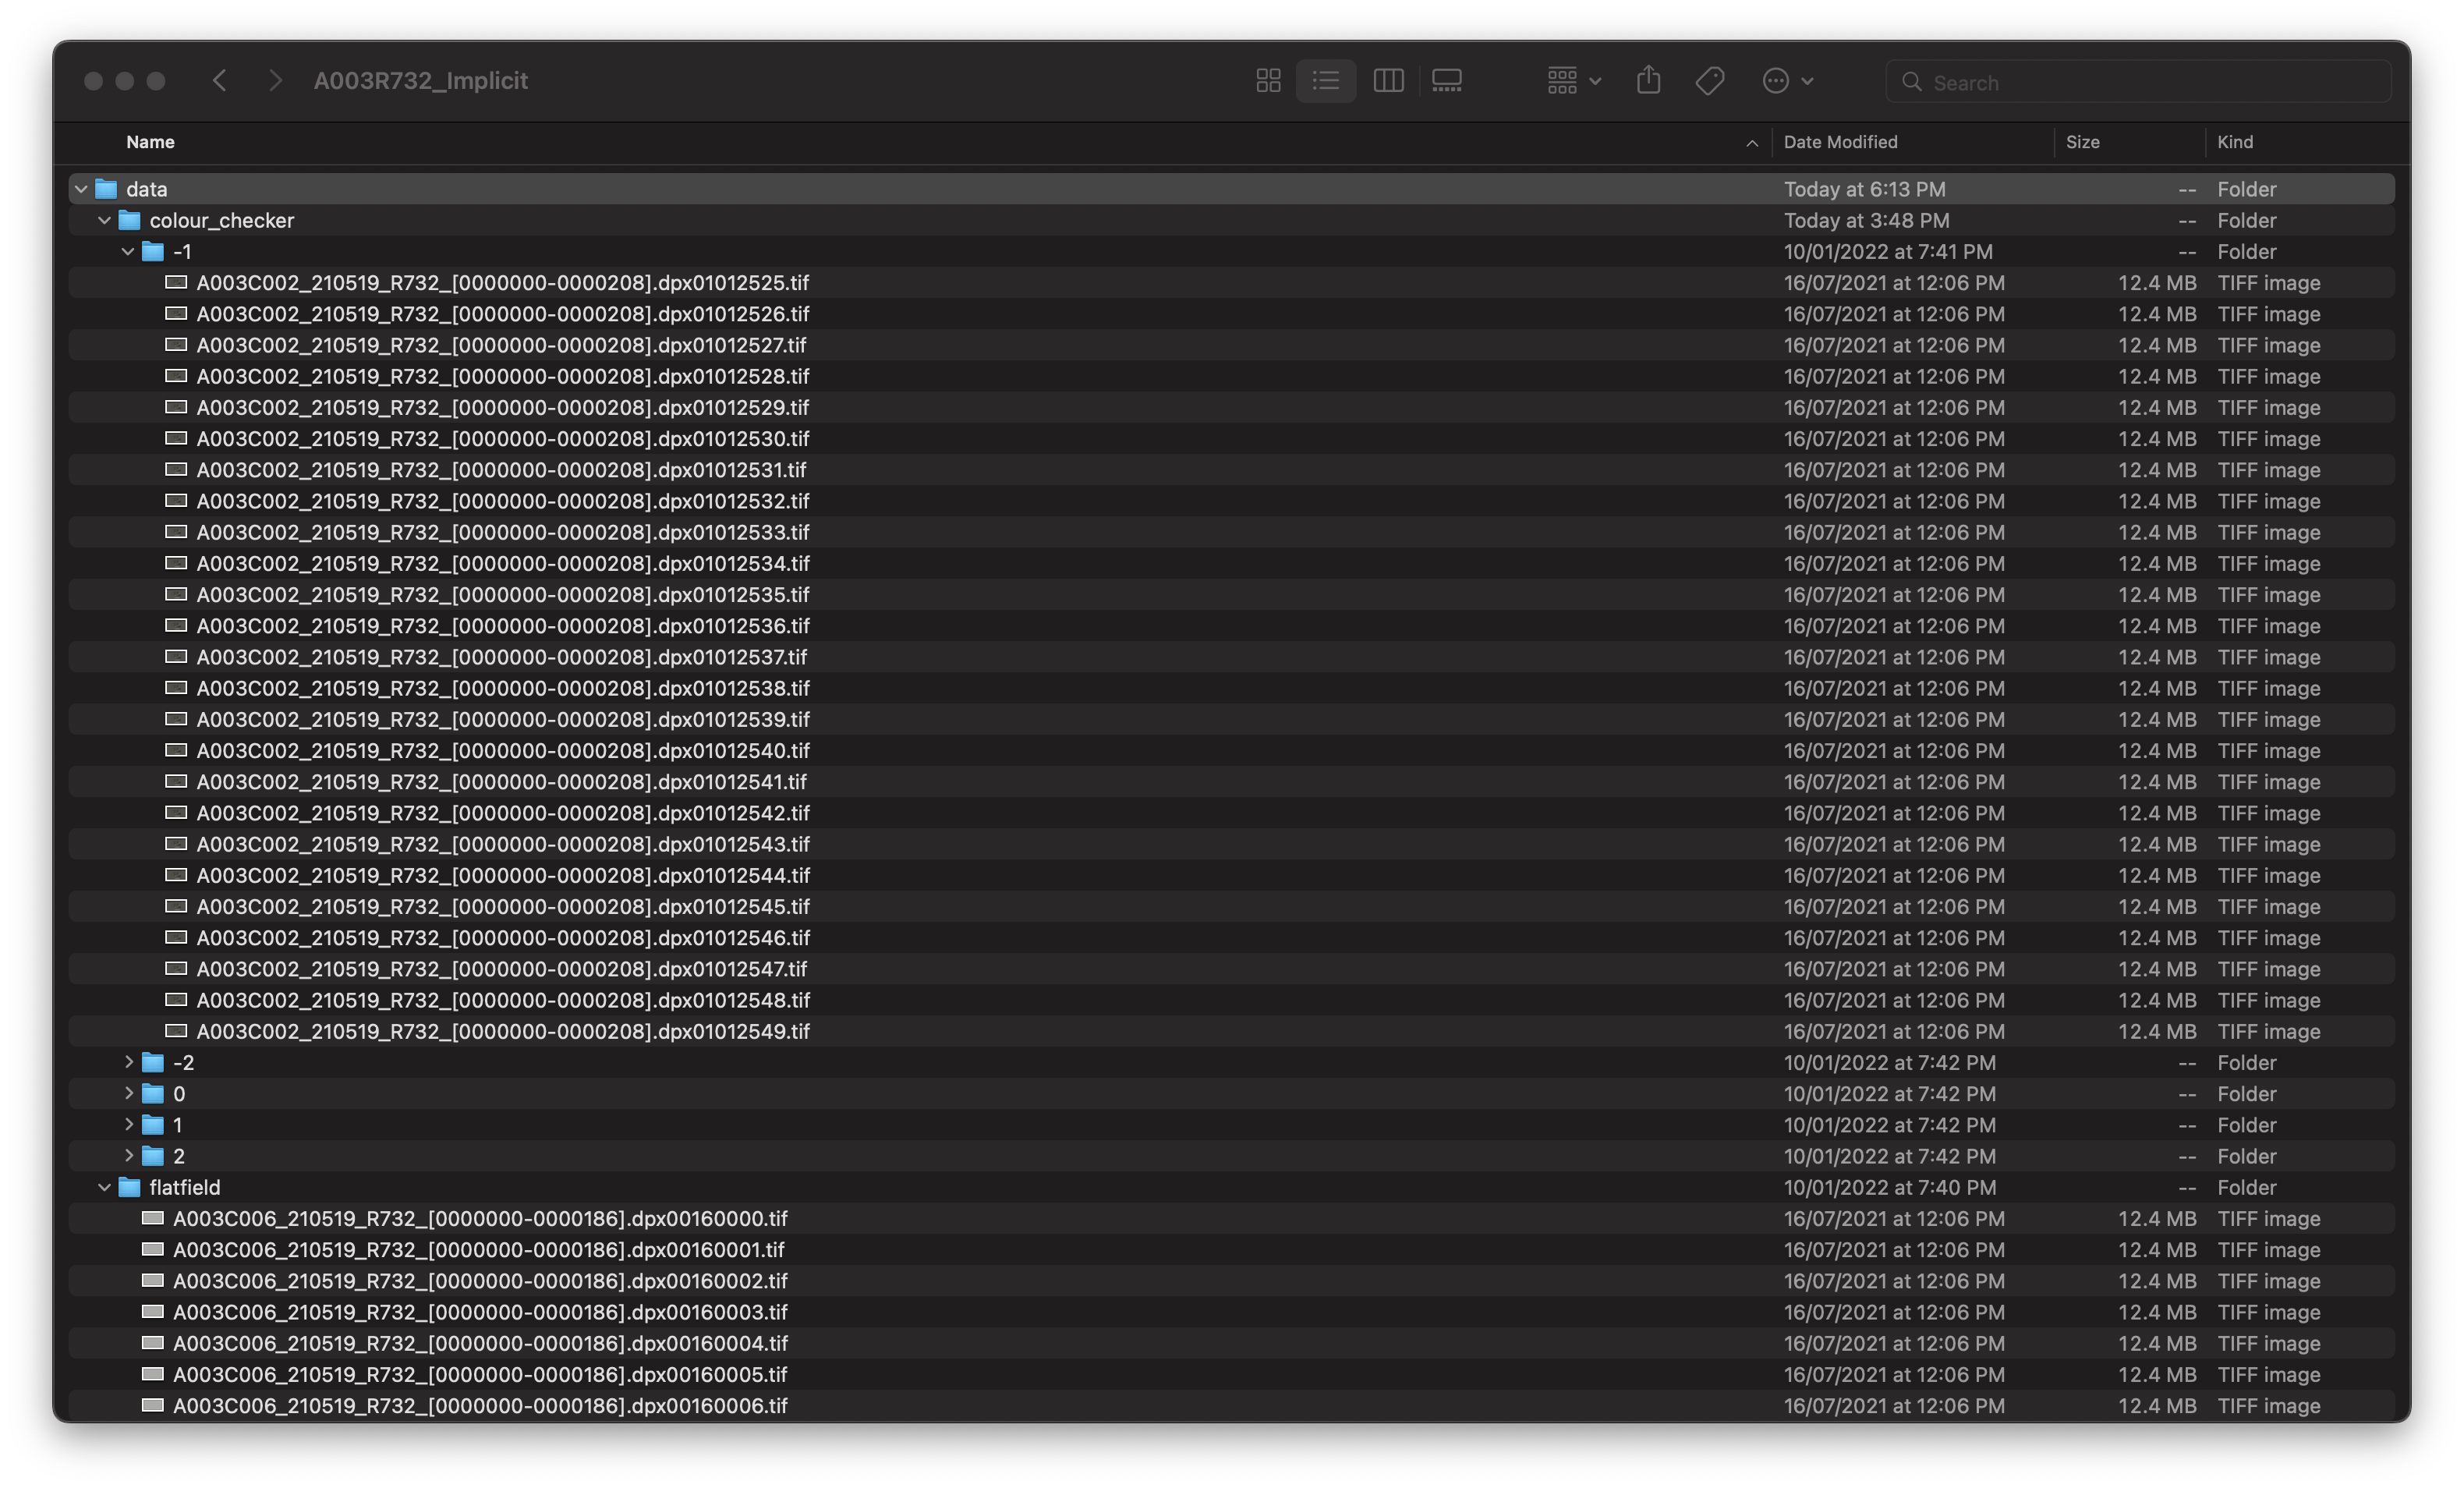 A003R732_Implicit Search
Name Date Modified Size Kind
data Today at 6:13 PM -- Folder
colour_checker Today at 3:48 PM -- Folder
-1 10/01/2022 at 7:41 PM -- Folder
A003C002_210519_R732_[0000000-0000208].dpx01012525.tif 16/07/2021 at 12:06 PM 12.4 MB TIFF image
A003C002_210519_R732_[0000000-0000208].dpx01012526.tif 16/07/2021 at 12:06 PM 12.4 MB TIFF image
A003C002_210519_R732_[0000000-0000208].dpx01012527.tif 16/07/2021 at 12:06 PM 12.4 MB TIFF image
A003C002_210519_R732_[0000000-0000208].dpx01012528.tif 16/07/2021 at 12:06 PM 12.4 MB TIFF image
A003C002_210519_R732_[0000000-0000208].dpx01012529.tif 16/07/2021 at 12:06 PM 12.4 MB TIFF image
A003C002_210519_R732_[0000000-0000208].dpx01012530.tif 16/07/2021 at 12:06 PM 12.4 MB TIFF image
A003C002_210519_R732_[0000000-0000208].dpx01012531.tif 16/07/2021 at 12:06 PM 12.4 MB TIFF image
A003C002_210519_R732_[0000000-0000208].dpx01012532.tif 16/07/2021 at 12:06 PM 12.4 MB TIFF image
A003C002_210519_R732_[0000000-0000208].dpx01012533.tif 16/07/2021 at 12:06 PM 12.4 MB TIFF image
A003C002_210519_R732_[0000000-0000208].dpx01012534.tif 16/07/2021 at 12:06 PM 12.4 MB TIFF image
A003C002_210519_R732_[0000000-0000208].dpx01012535.tif 16/07/2021 at 12:06 PM 12.4 MB TIFF image
A003C002_210519_R732_[0000000-0000208].dpx01012536.tif 16/07/2021 at 12:06 PM 12.4 MB TIFF image
A003C002_210519_R732_[0000000-0000208].dpx01012537.tif 16/07/2021 at 12:06 PM 12.4 MB TIFF image
A003C002_210519_R732_[0000000-0000208].dpx01012538.tif 16/07/2021 at 12:06 PM 12.4 MB TIFF image
A003C002_210519_R732_[0000000-0000208].dpx01012539.tif 16/07/2021 at 12:06 PM 12.4 MB TIFF image
A003C002_210519_R732_[0000000-0000208].dpx01012540.tif 16/07/2021 at 12:06 PM 12.4 MB TIFF image
A003C002_210519_R732_[0000000-0000208].dpx01012541.tif 16/07/2021 at 12:06 PM 12.4 MB TIFF image
A003C002_210519_R732_[0000000-0000208].dpx01012542.tif 16/07/2021 at 12:06 PM 12.4 MB TIFF image
A003C002_210519_R732_[0000000-0000208].dpx01012543.tif 16/07/2021 at 12:06 PM 12.4 MB TIFF image
A003C002_210519_R732_[0000000-0000208].dpx01012544.tif 16/07/2021 at 12:06 PM 12.4 MB TIFF image
A003C002_210519_R732_[0000000-0000208].dpx01012545.tif 16/07/2021 at 12:06 PM 12.4 MB TIFF image
A003C002_210519_R732_[0000000-0000208].dpx01012546.tif 16/07/2021 at 12:06 PM 12.4 MB TIFF image
A003C002_210519_R732_[0000000-0000208].dpx01012547.tif 16/07/2021 at 12:06 PM 12.4 MB TIFF image
A003C002_210519_R732_[0000000-0000208].dpx01012548.tif 16/07/2021 at 12:06 PM 12.4 MB TIFF image
A003C002_210519_R732_[0000000-0000208].dpx01012549.tif 16/07/2021 at 12:06 PM 12.4 MB TIFF image
-2 10/01/2022 at 7:42 PM -- Folder
0 10/01/2022 at 7:42 PM -- Folder
1 10/01/2022 at 7:42 PM -- Folder
2 10/01/2022 at 7:42 PM -- Folder
flatfield 10/01/2022 at 7:40 PM -- Folder
A003C006_210519_R732_[0000000-0000186].dpx00160000.tif 16/07/2021 at 12:06 PM 12.4 MB TIFF image
A003C006_210519_R732_[0000000-0000186].dpx00160001.tif 16/07/2021 at 12:06 PM 12.4 MB TIFF image
A003C006_210519_R732_[0000000-0000186].dpx00160002.tif 16/07/2021 at 12:06 PM 12.4 MB TIFF image
A003C006_210519_R732_[0000000-0000186].dpx00160003.tif 16/07/2021 at 12:06 PM 12.4 MB TIFF image
A003C006_210519_R732_[0000000-0000186].dpx00160004.tif 16/07/2021 at 12:06 PM 12.4 MB TIFF image
A003C006_210519_R732_[0000000-0000186].dpx00160005.tif 16/07/2021 at 12:06 PM 12.4 MB TIFF image
A003C006_210519_R732_[0000000-0000186].dpx00160006.tif 16/07/2021 at 12:06 PM 12.4 MB TIFF image